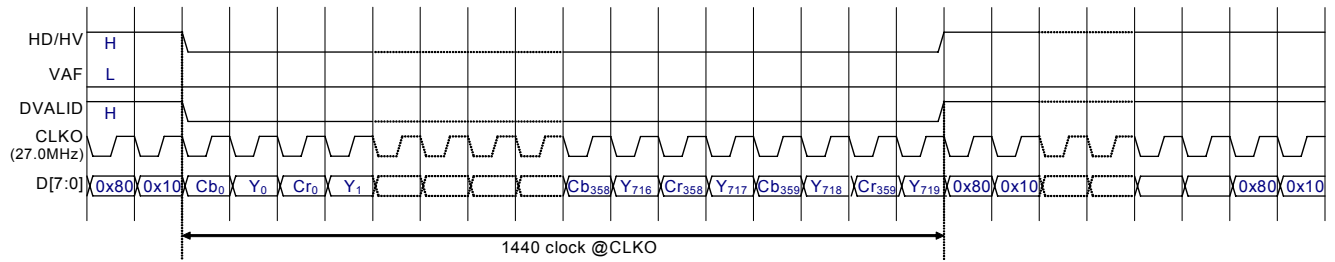 HD/HV H
VAF L
DVALID H
CLKO
(27.0MHz)
D[7:0] 0x80 0x10 Cb0 Y0 Cr0 Y1 Cb358 Y716 Cr358 Y717 Cb359 Y718 Cr359 Y719 0x80 0x10 0x80 0x10
1440 clock @CLKO